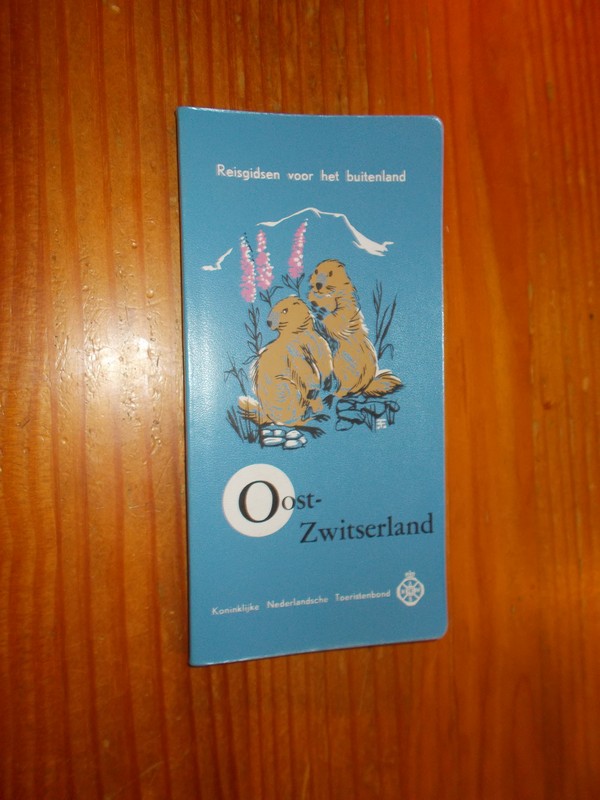 Reisgidsen voor het buitenland
Oost-
Zwitserland
Koninklijke Nederlandsche Toeristenbond